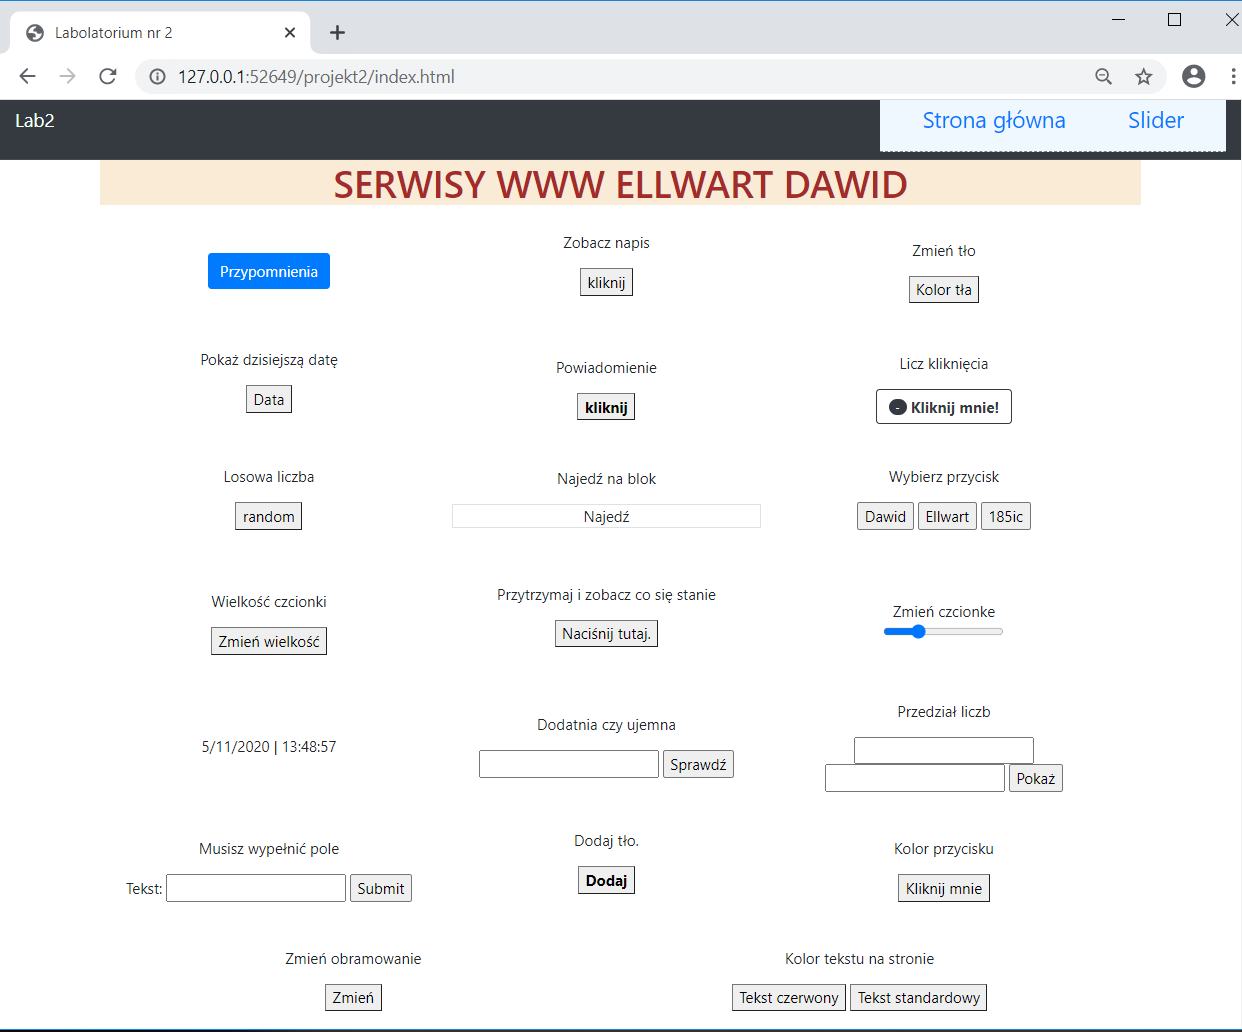 Labolatorium nr 2
127.0.0.1:52649/projekt2/index.html
Lab2
Strona główna
Slider
SERWISY WWW ELLWART DAWID
Przypomnienia
Zobacz napis
kliknij
Zmień tło
Kolor tła
Pokaż dzisiejszą datę
Data
Powiadomienie
kliknij
Licz kliknięcia
- Kliknij mnie!
Losowa liczba
random
Najedź na blok
Najedź
Wybierz przycisk
Dawid Ellwart 185ic
Wielkość czcionki
Zmień wielkość
Przytrzymaj i zobacz co się stanie
Naciśnij tutaj.
Zmień czcionke
5/11/2020 | 13:48:57
Dodatnia czy ujemna
Sprawdź
Przedział liczb
Pokaż
Musisz wypełnić pole
Tekst: Submit
Dodaj tło.
Dodaj
Kolor przycisku
Kliknij mnie
Zmień obramowanie
Zmień
Kolor tekstu na stronie
Tekst czerwony Tekst standardowy